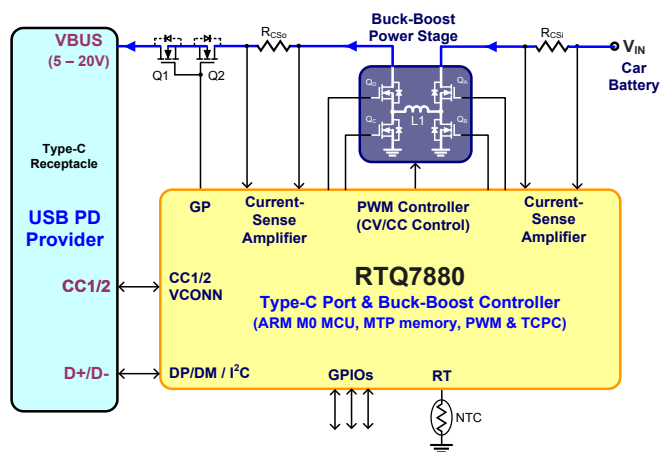 Buck-Boost
Power Stage
VBUS
(5 – 20V)
Q1
Q2
RCSo
RCSi
VIN
Car
Battery
QD
QA
L1
QC
QB
Type-C
Receptacle
USB PD
Provider
GP
Current-
Sense
Amplifier
PWM Controller
(CV/CC Control)
Current-
Sense
Amplifier
RTQ7880
Type-C Port & Buck-Boost Controller
(ARM M0 MCU, MTP memory, PWM & TCPC)
CC1/2
CC1/2
VCONN
D+/D-
DP/DM / I²C
GPIOs
RT
NTC